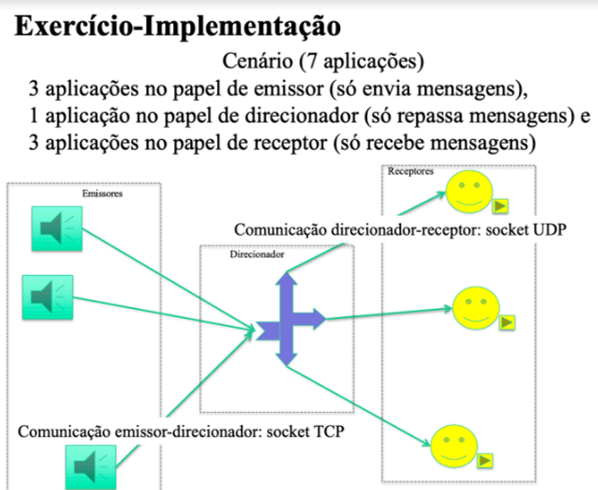 Exercício-Implementação
Cenário (7 aplicações)
3 aplicações no papel de emissor (só envia mensagens),
1 aplicação no papel de direcionador (só repassa mensagens) e
3 aplicações no papel de receptor (só recebe mensagens)
Receptores
Emissores
Comunicação direcionador-receptor: socket UDP
Direcionador
Comunicação emissor-direcionador: socket TCP